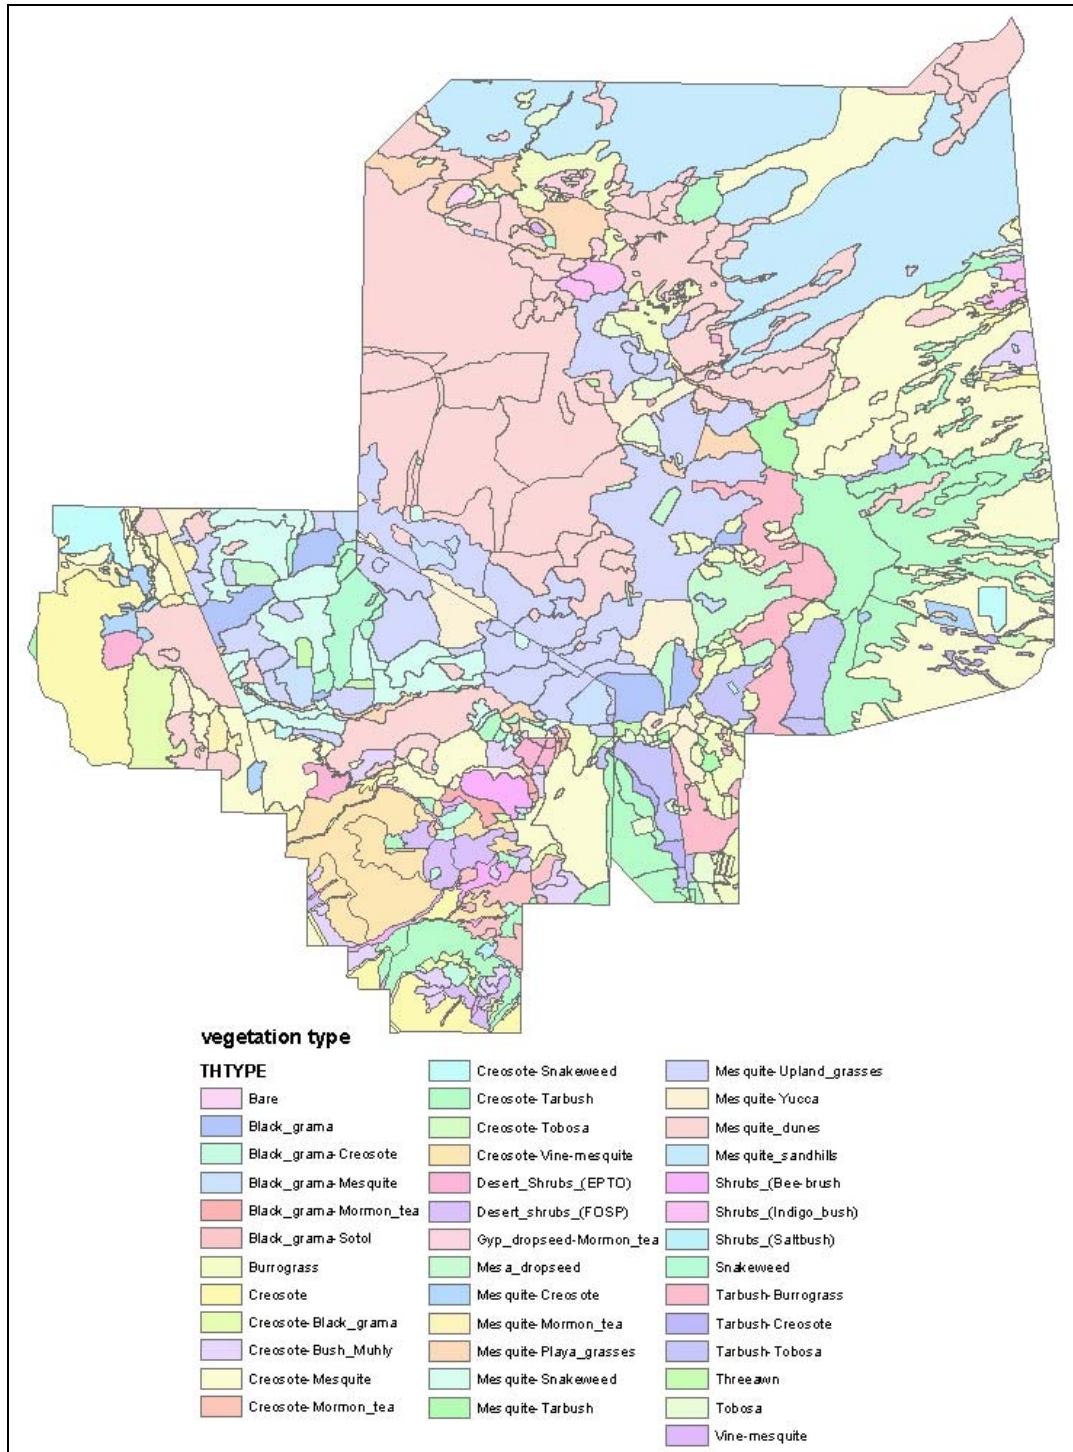 vegetation type
THTYPE
Bare
Black_grama
Black_grama-Creosote
Black_grama-Mesquite
Black_grama-Mormon_tea
Black_grama-Sotol
Burrograss
Creosote
Creosote-Black_grama
Creosote-Bush_Muhly
Creosote-Mesquite
Creosote-Mormon_tea
Creosote-Snakeweed
Creosote-Tarbush
Creosote-Tobosa
Creosote-Vine-mesquite
Desert_Shrubs_(EPTO)
Desert_shrubs_(FOSP)
Gyp_dropseed-Mormon_tea
Mesa_dropseed
Mesquite-Creosote
Mesquite-Mormon_tea
Mesquite-Playa_grasses
Mesquite-Snakeweed
Mesquite-Tarbush
Mesquite-Upland_grasses
Mesquite-Yucca
Mesquite_dunes
Mesquite_sandhills
Shrubs_(Bee-brush
Shrubs_(Indigo_bush)
Shrubs_(Saltbush)
Snakeweed
Tarbush-Burrograss
Tarbush-Creosote
Tarbush-Tobosa
Threeawn
Tobosa
Vine-mesquite